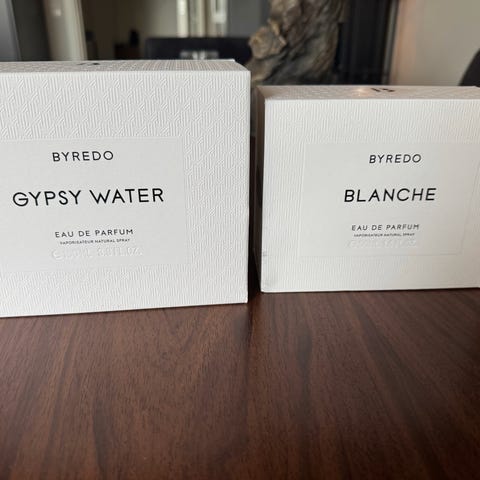 BYREDO
GYPSY WATER
EAU DE PARFUM
VAPORISATEUR NATURAL SPRAY
BYREDO
BLANCHE
EAU DE PARFUM
VAPORISATEUR NATURAL SPRAY